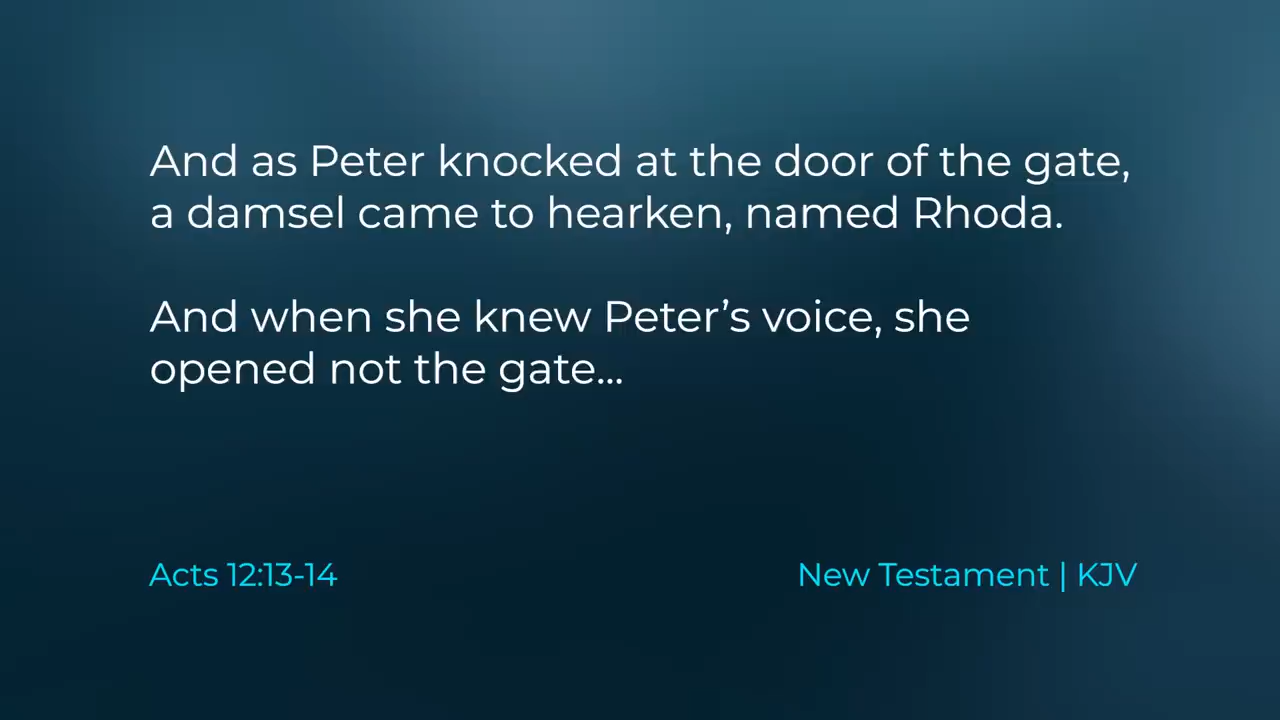 And as Peter knocked at the door of the gate,
a damsel came to hearken, named Rhoda.
And when she knew Peter’s voice, she
opened not the gate...
Acts 12:13-14
New Testament | KJV